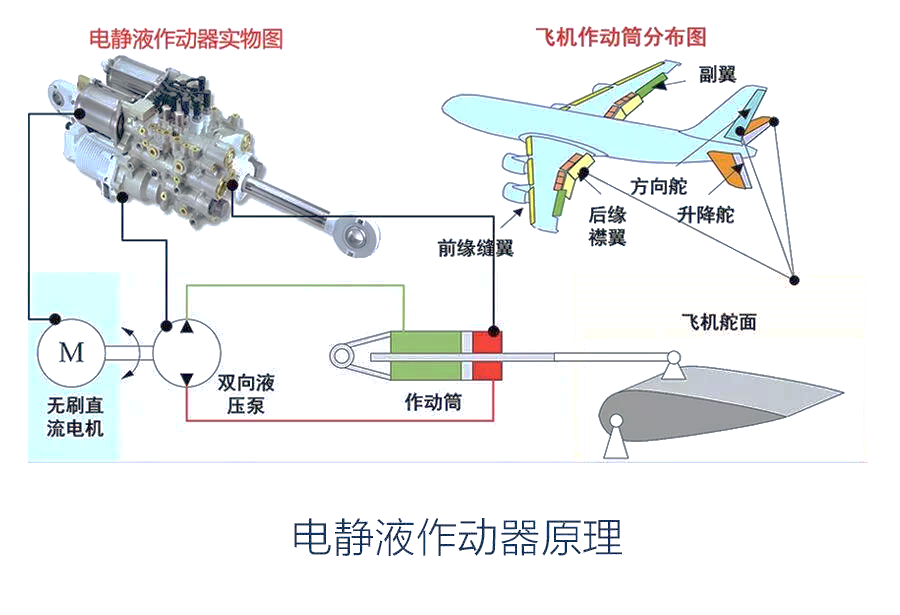 电静液作动器实物图
飞机作动筒分布图
副翼
方向舵
升降舵
后缘
襟翼
前缘缝翼
飞机舵面
M
双向液
压泵
无刷直
流电机
作动筒
电静液作动器原理